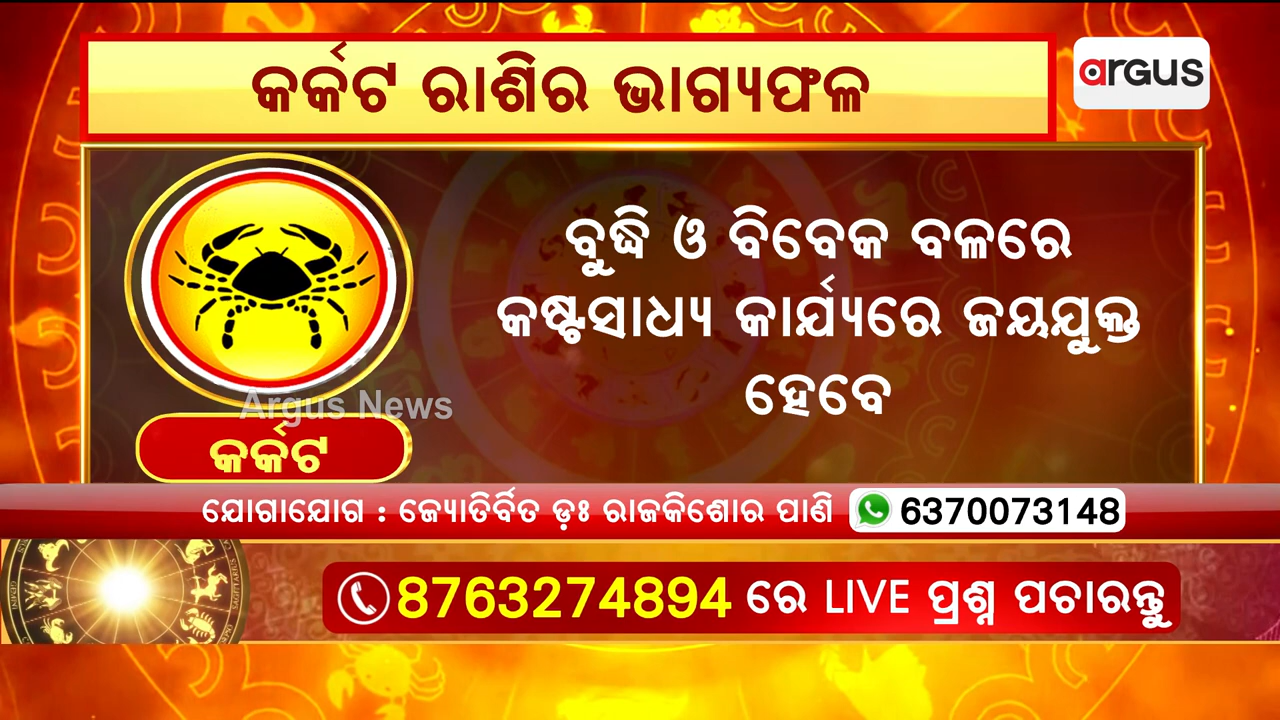 କର୍କଟ ରାଶିର ଭାଗ୍ୟଫଳ
argus
ବୁଦ୍ଧି ଓ ବିବେକ ବଳରେ
କଷ୍ଟସାଧ୍ୟ କାର୍ଯ୍ୟରେ ଜୟଯୁକ୍ତ
ହେବେ
Argus News
କର୍କଟ
ଯୋଗାଯୋଗ : ଜ୍ୟୋତିର୍ବିତ ଡ଼ଃ ରାଜକିଶୋର ପାଣି 6370073148
8763274894 ରେ LIVE ପ୍ରଶ୍ନ ପଚାରନ୍ତୁ